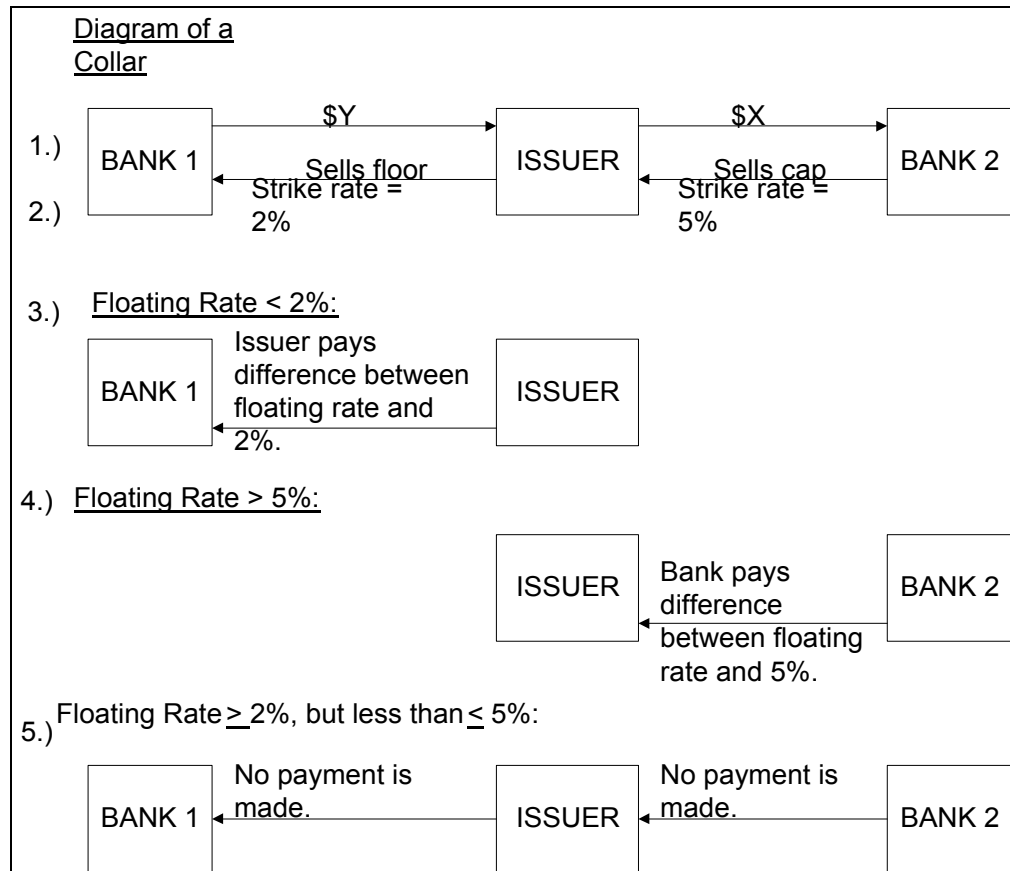 Diagram of a
Collar
1.)
$Y
$X
BANK 1
ISSUER
BANK 2
Sells floor
Sells cap
2.)
Strike rate =
2%
Strike rate =
5%
3.)
Floating Rate < 2%:
BANK 1
Issuer pays
difference between
floating rate and
2%.
ISSUER
4.)
Floating Rate > 5%:
ISSUER
Bank pays
difference
between floating
rate and 5%.
BANK 2
5.)
Floating Rate > 2%, but less than < 5%:
BANK 1
No payment is
made.
ISSUER
No payment is
made.
BANK 2